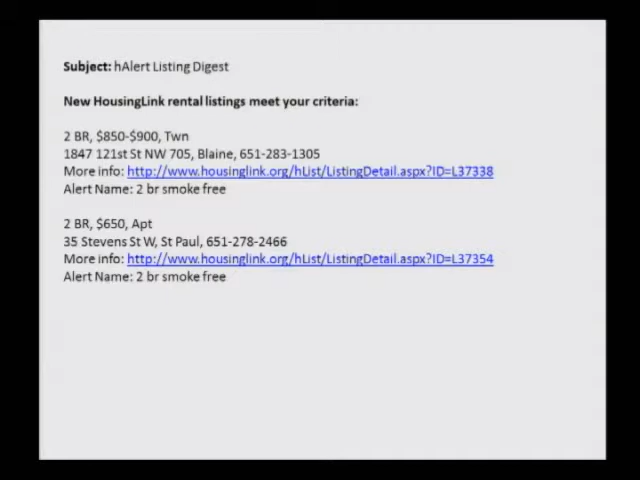 Subject: hAlert Listing Digest
New HousingLink rental listings meet your criteria:
2 BR, $850-$900, Twn
1847 121st St NW 705, Blaine, 651-283-1305
More info: http://www.housinglink.org/hList/ListingDetail.aspx?ID=L37338
Alert Name: 2 br smoke free
2 BR, $650, Apt
35 Stevens St W, St Paul, 651-278-2466
More info: http://www.housinglink.org/hList/ListingDetail.aspx?ID=L37354
Alert Name: 2 br smoke free